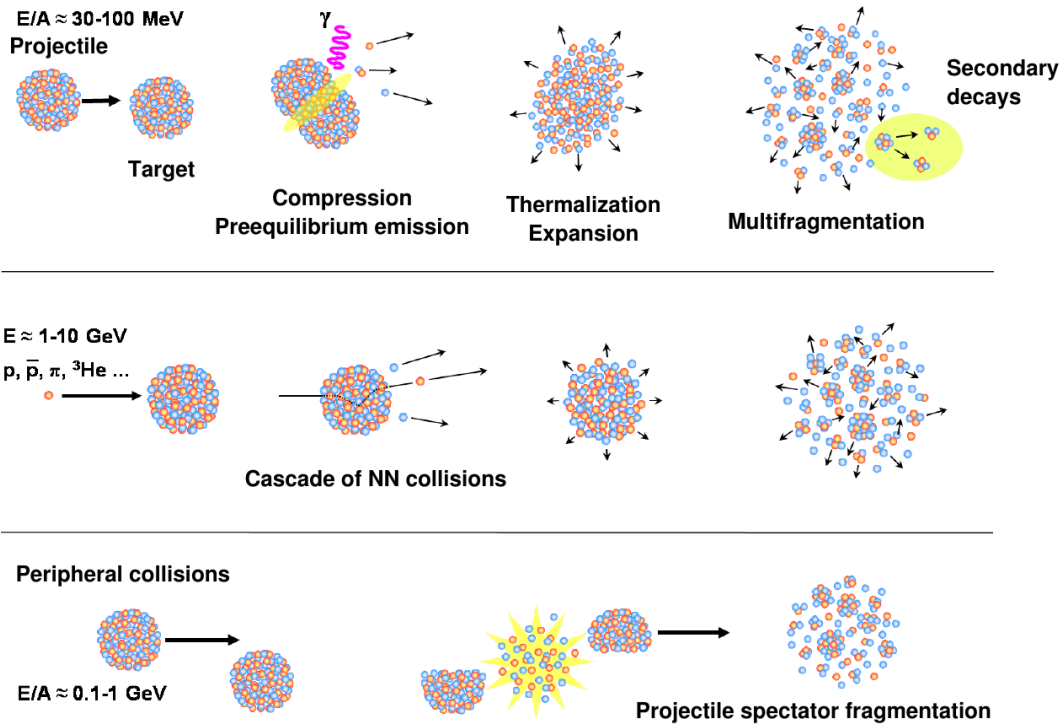 E/A ≈ 30-100 MeV
Projectile
Target
γ
Compression
Preequilibrium emission
Thermalization
Expansion
Multifragmentation
Secondary
decays
E ≈ 1-10 GeV
p, p̅, π, ³He ...
Cascade of NN collisions
Peripheral collisions
E/A ≈ 0.1-1 GeV
Projectile spectator fragmentation